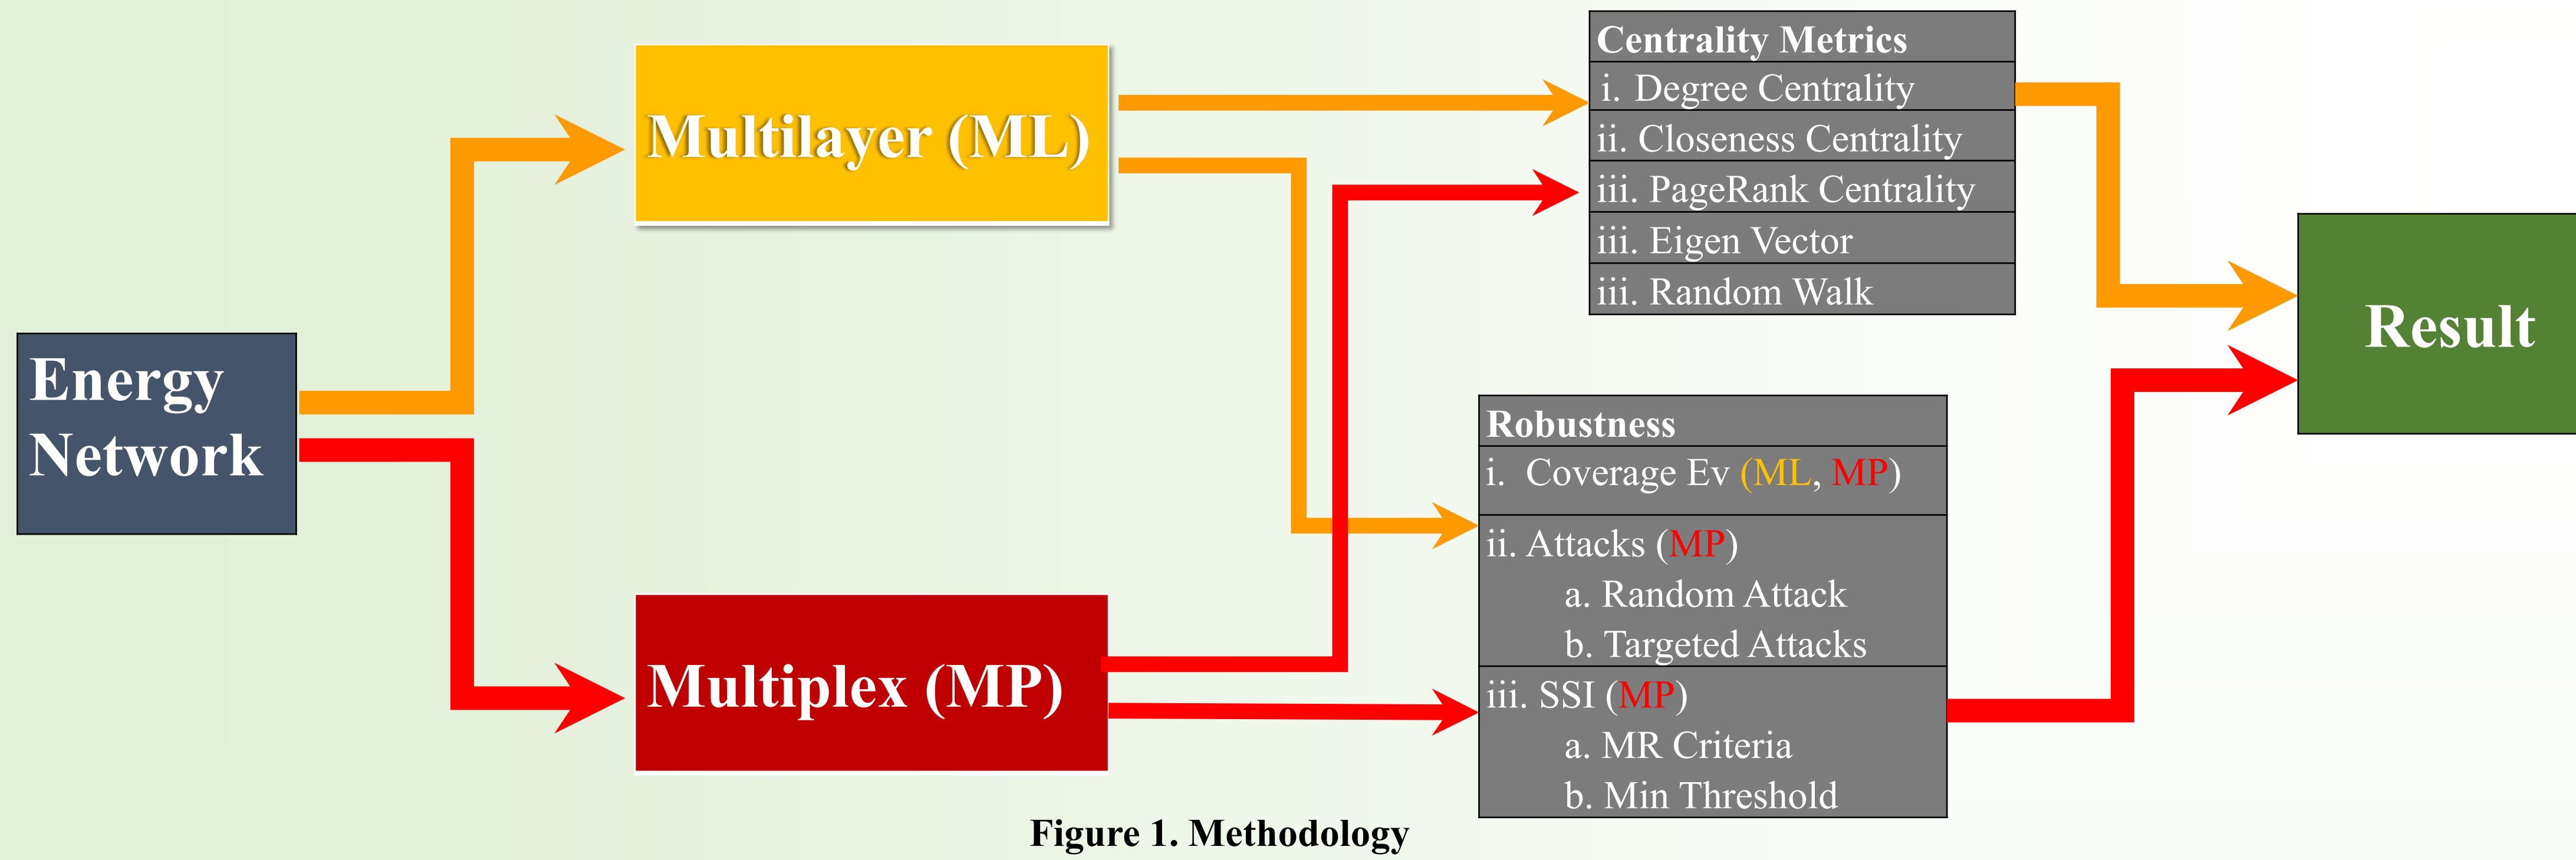 Energy
Network
Multilayer (ML)
Multiplex (MP)
Centrality Metrics
i. Degree Centrality
ii. Closeness Centrality
iii. PageRank Centrality
iii. Eigen Vector
iii. Random Walk
Robustness
i. Coverage Ev (ML, MP)
ii. Attacks (MP)
a. Random Attack
b. Targeted Attacks
iii. SSI (MP)
a. MR Criteria
b. Min Threshold
Result
Figure 1. Methodology